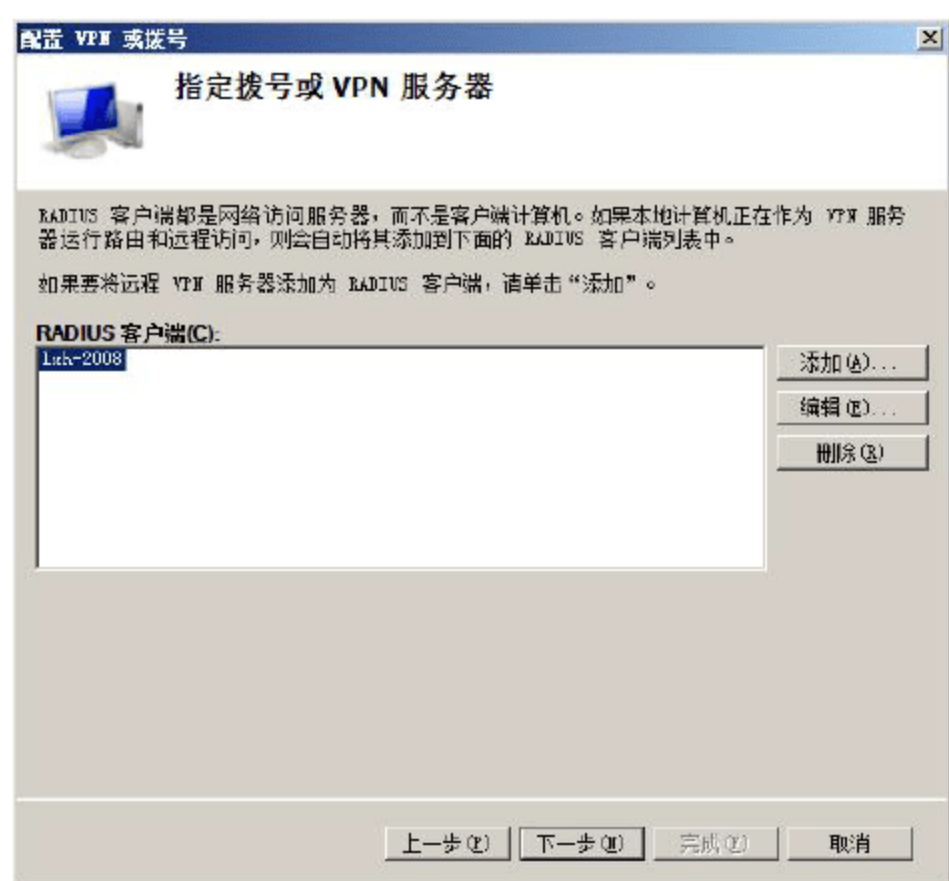 配置 VPN 或拨号
指定拨号或 VPN 服务器
RADIUS 客户端都是网络访问服务器，而不是客户端计算机。如果本地计算机正在作为 VPN 服务
器运行路由和远程访问，则会自动将其添加到下面的 RADIUS 客户端列表中。
如果要将远程 VPN 服务器添加为 RADIUS 客户端，请单击“添加”。
RADIUS 客户端(C):
lzh-2008
添加(A)...
编辑(E)...
删除(R)
上一步(P) 下一步(N) 完成(F) 取消